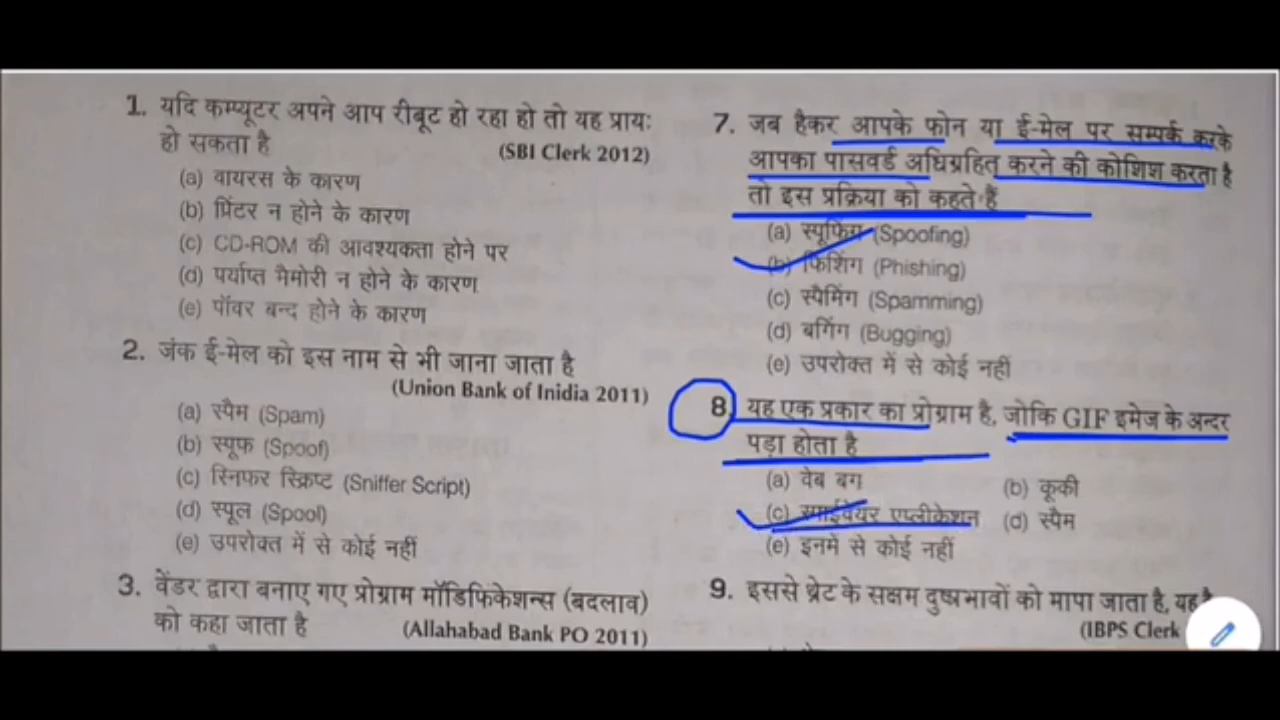 1. यदि कम्प्यूटर अपने आप रीबूट हो रहा हो तो यह प्रायः
हो सकता है (SBI Clerk 2012)
(a) वायरस के कारण
(b) प्रिंटर न होने के कारण
(c) CD-ROM की आवश्यकता होने पर
(d) पर्याप्त मैमोरी न होने के कारण
(e) पॉवर बन्द होने के कारण
2. जंक ई-मेल को इस नाम से भी जाना जाता है
(Union Bank of Inidia 2011)
(a) स्पैम (Spam)
(b) स्पूफ (Spoof)
(c) स्निफर स्क्रिप्ट (Sniffer Script)
(d) स्पूल (Spool)
(e) उपरोक्त में से कोई नहीं
3. वेंडर द्वारा बनाए गए प्रोग्राम मॉडिफिकेशन्स (बदलाव)
को कहा जाता है (Allahabad Bank PO 2011)
7. जब हैकर आपके फोन या ई-मेल पर सम्पर्क करके
आपका पासवर्ड अधिग्रहित करने की कोशिश करता है
तो इस प्रक्रिया को कहते हैं
(a) स्पूफिंग (Spoofing)
(b) फिशिंग (Phishing)
(c) स्पैमिंग (Spamming)
(d) बगिंग (Bugging)
(e) उपरोक्त में से कोई नहीं
8. यह एक प्रकार का प्रोग्राम है, जोकि GIF इमेज के अन्दर
पड़ा होता है
(a) वेब बग (b) कूकी
(c) स्पाईवेयर एप्लीकेशन (d) स्पैम
(e) इनमें से कोई नहीं
9. इससे थ्रेट के सक्षम दुष्प्रभावों को मापा जाता है, यह
(IBPS Clerk